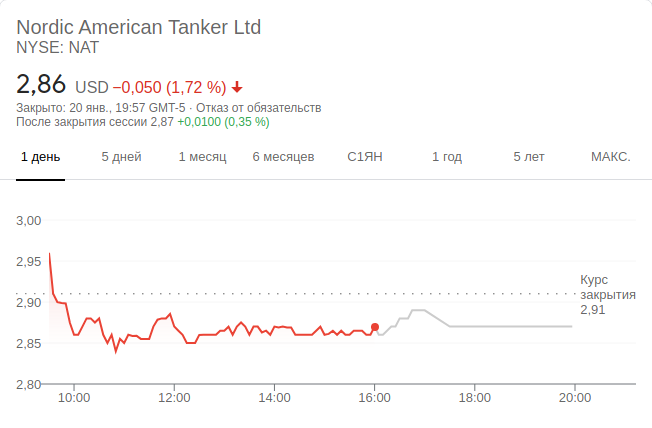 Nordic American Tanker Ltd
NYSE: NAT
2,86 USD −0,050 (1,72 %)
Закрыто: 20 янв., 19:57 GMT-5 · Отказ от обязательств
После закрытия сессии 2,87 +0,0100 (0,35 %)
1 день 5 дней 1 месяц 6 месяцев С1ЯН 1 год 5 лет МАКС.
3,00
2,95
Курс
закрытия
2,91
2,90
2,85
2,80
10:00 12:00 14:00 16:00 18:00 20:00